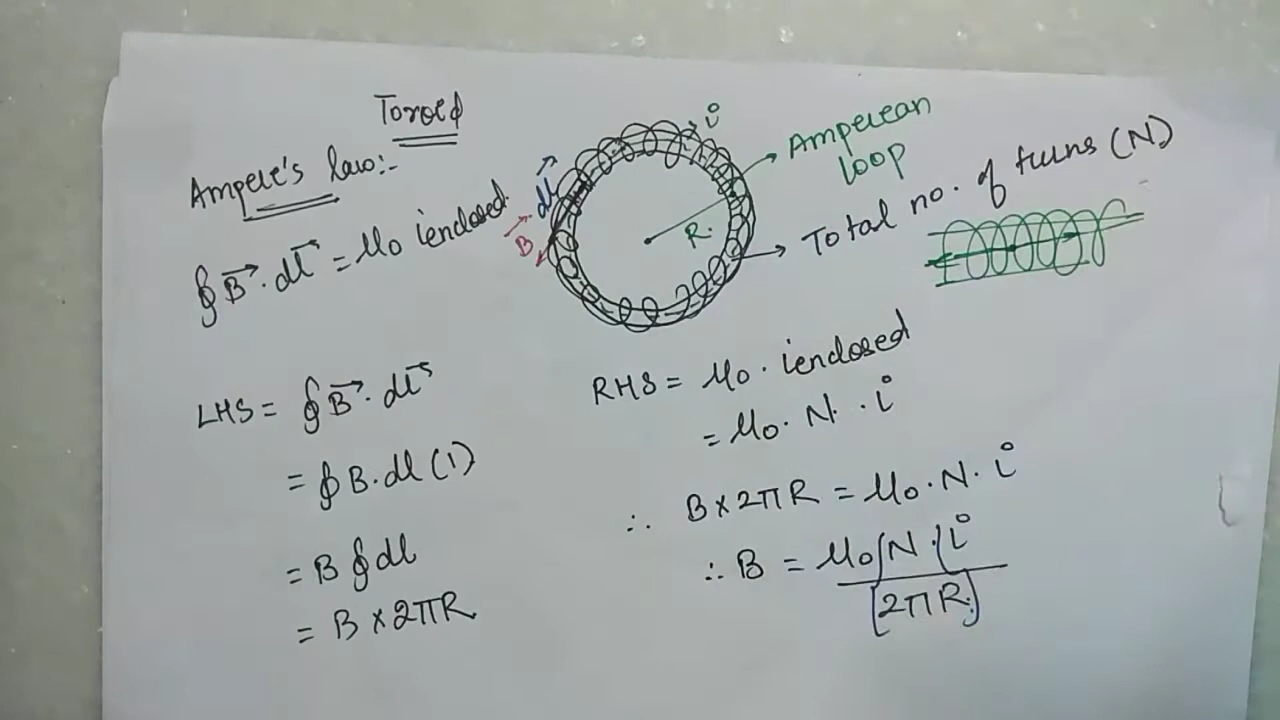 Toroid
Ampere's law:-
∮ B⃗ · dl⃗ = μ₀ ienclosed
dl
B
i
R.
Amperean
loop
Total no. of turns (N)
LHS = ∮ B⃗ · dl⃗
= ∮ B · dl (1)
= B ∮ dl
= B × 2πR
RHS = μ₀ · ienclosed
= μ₀ · N · i
∴ B × 2πR = μ₀ · N · i
∴ B = μ₀ (N ·) i
[2πR]